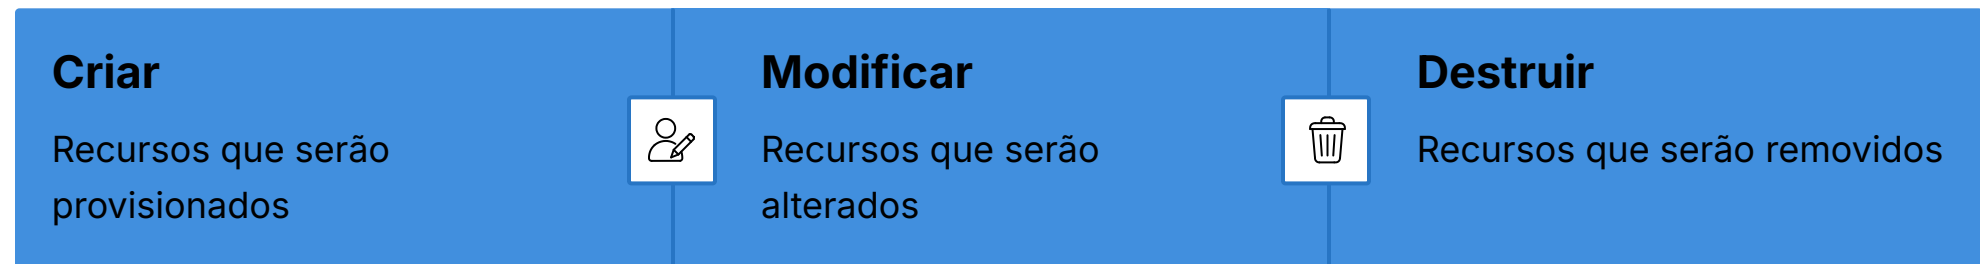 Criar
Recursos que serão
provisionados
Modificar
Recursos que serão
alterados
Destruir
Recursos que serão removidos